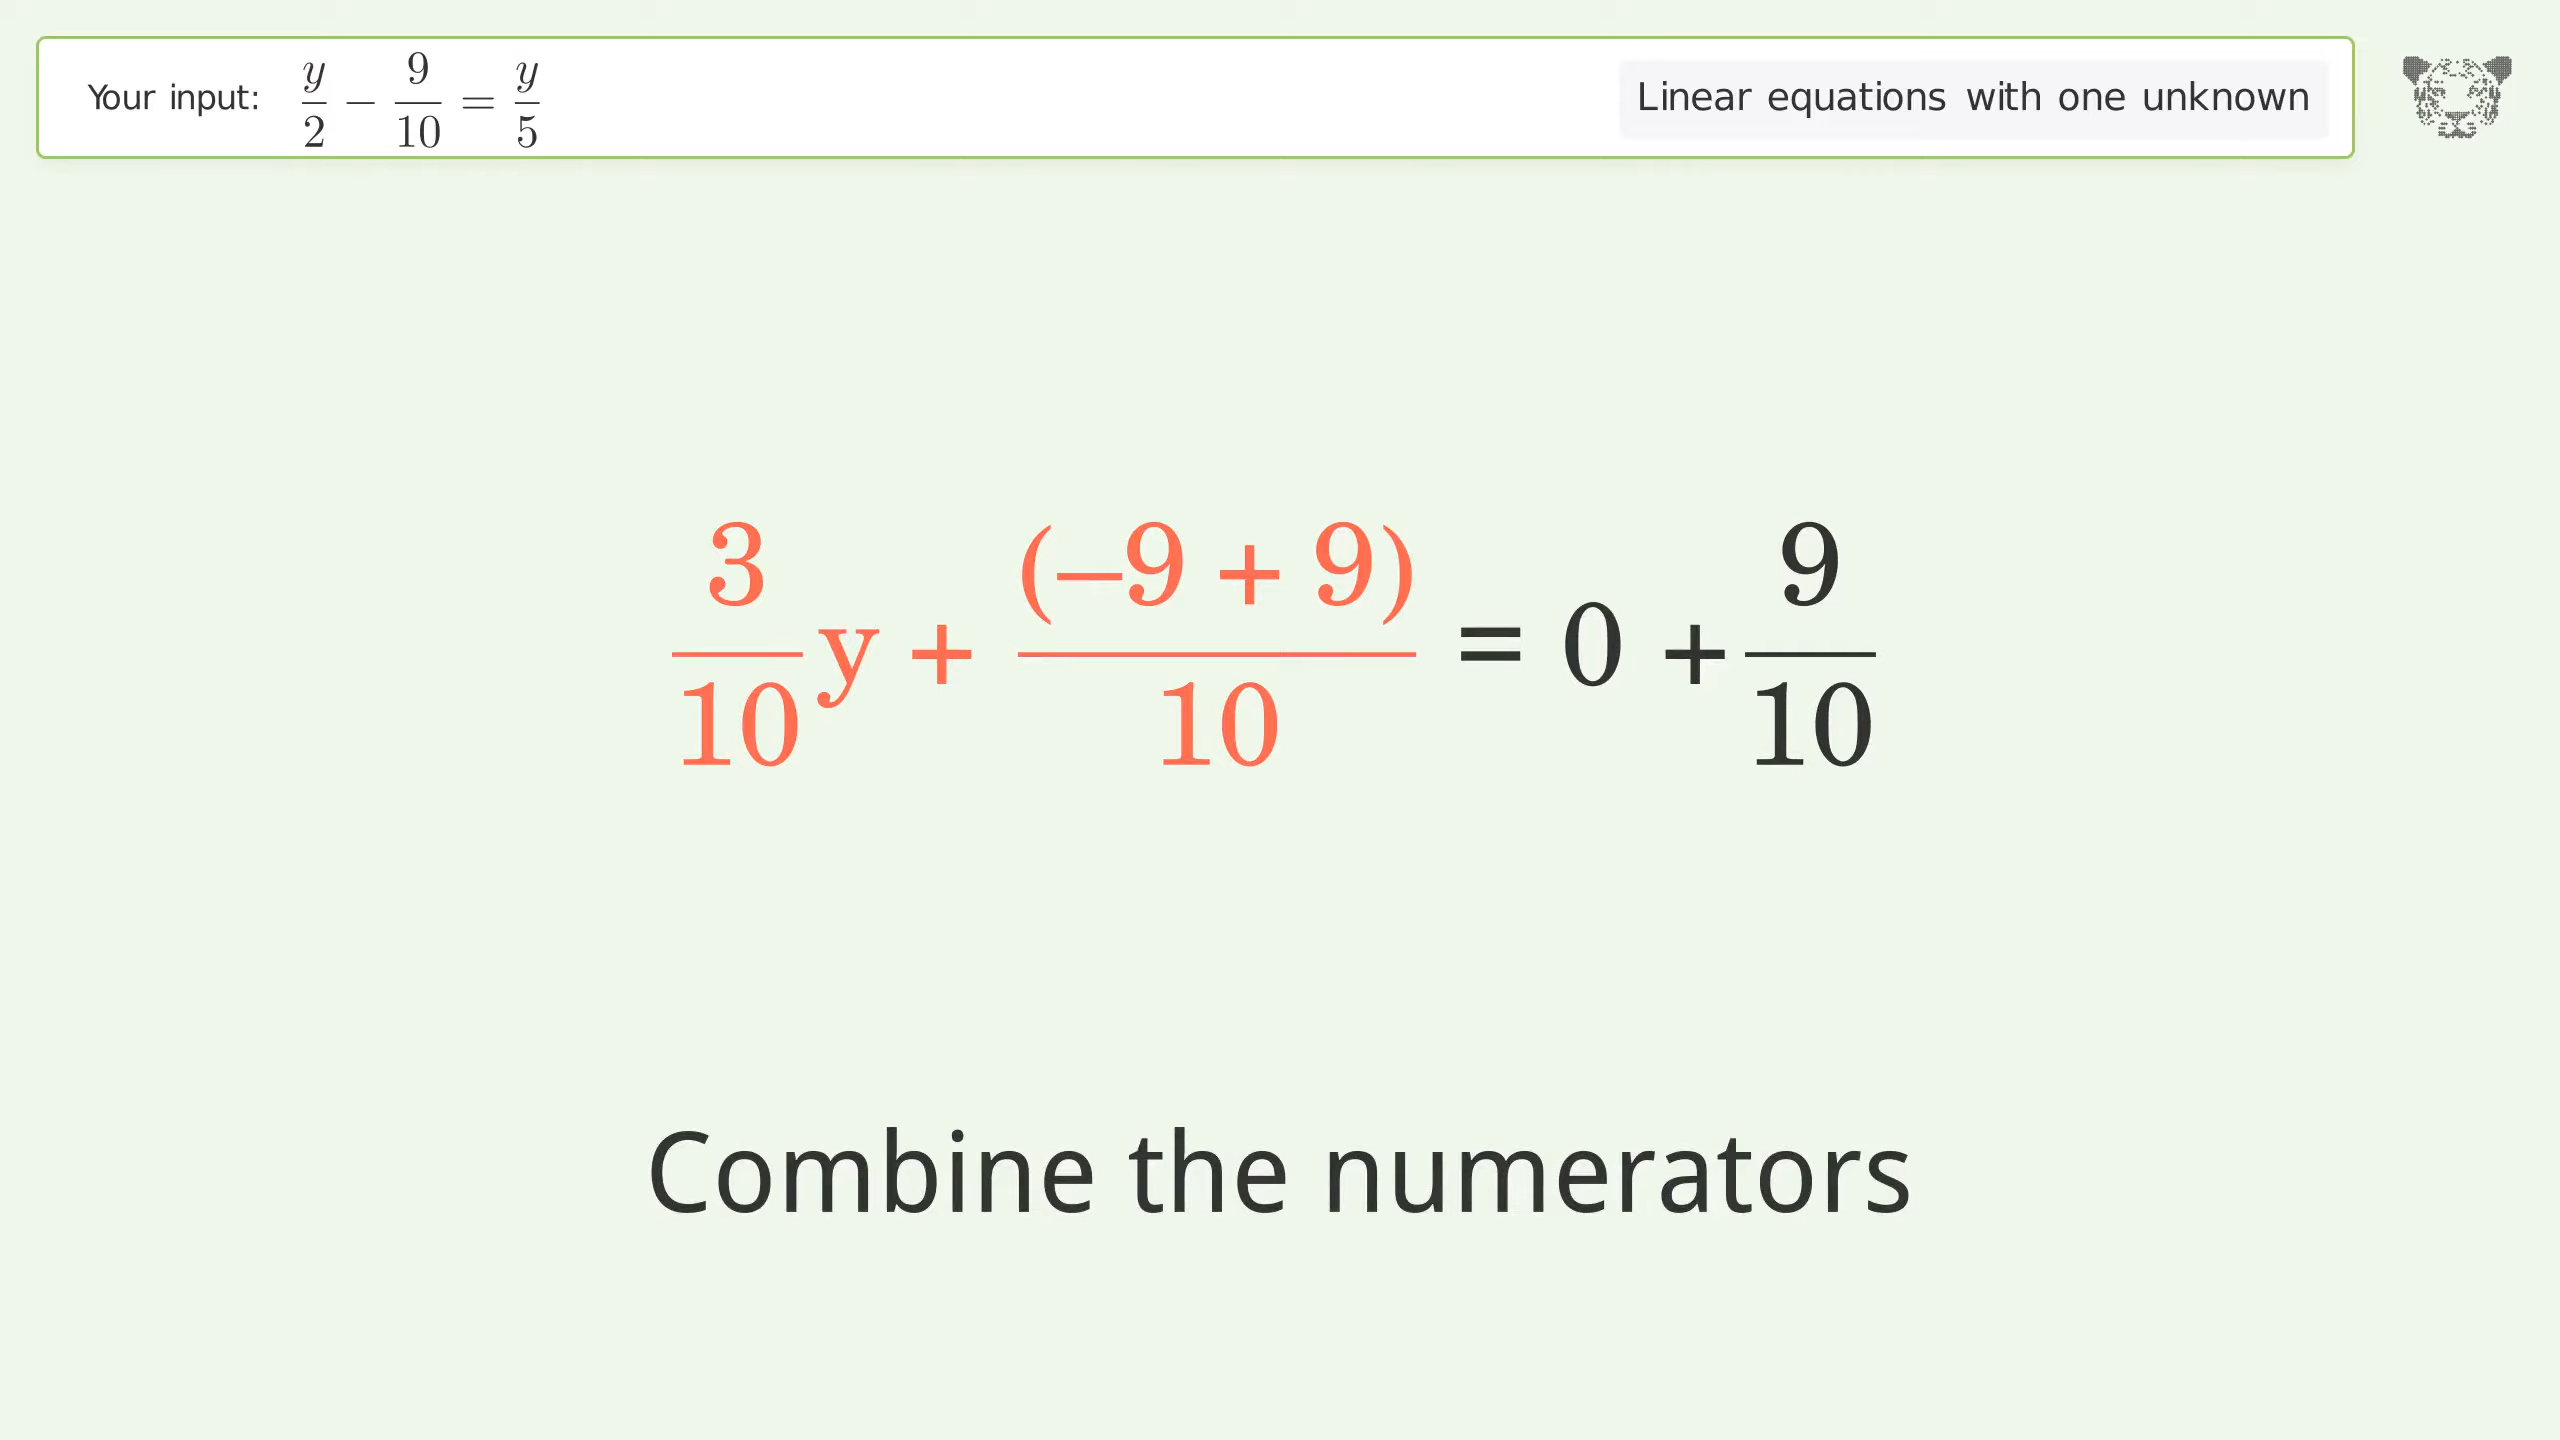 Your input: y/2 − 9/10 = y/5
Linear equations with one unknown
3/10 y + (−9 + 9)/10 = 0 + 9/10
Combine the numerators